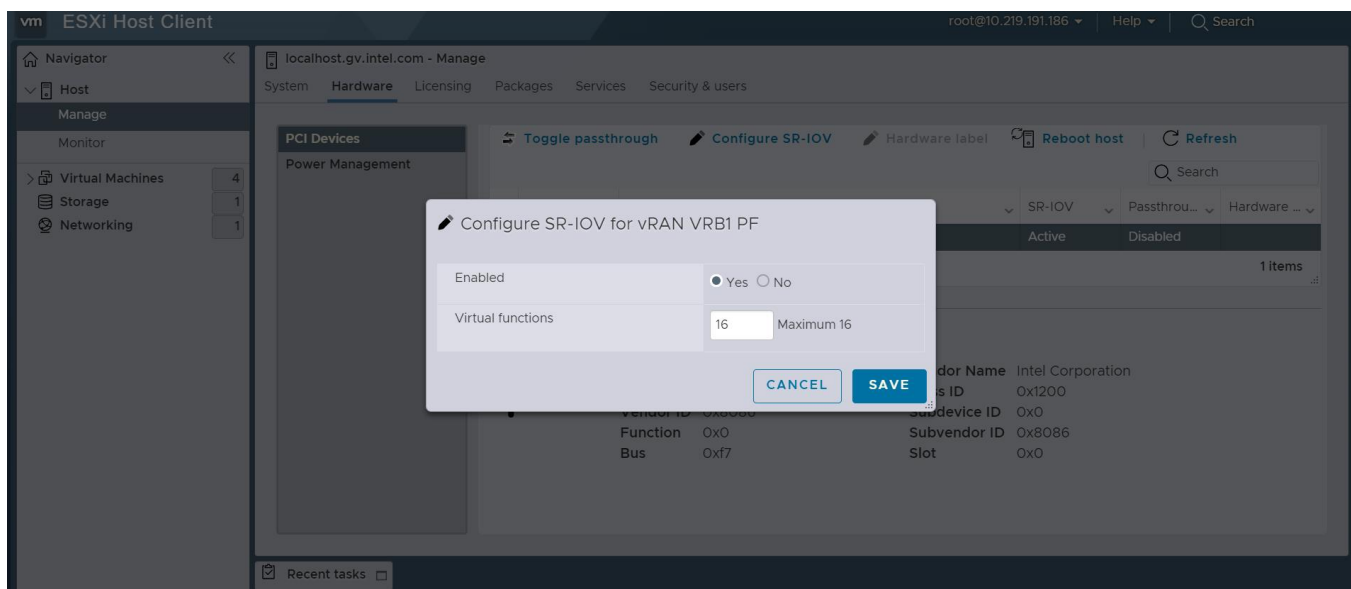 vm ESXi Host Client root@10.219.191.186 Help Search
Navigator
Host
Manage
Monitor
Virtual Machines 4
Storage 1
Networking 1
localhost.gv.intel.com - Manage
System Hardware Licensing Packages Services Security & users
PCI Devices
Power Management
Toggle passthrough Configure SR-IOV Hardware label Reboot host Refresh
Search
SR-IOV Passthrou... Hardware ...
Active Disabled
1 items
Configure SR-IOV for vRAN VRB1 PF
Enabled Yes No
Virtual functions 16 Maximum 16
CANCEL SAVE
dor Name Intel Corporation
s ID 0x1200
Vendor ID 0x8086 Subdevice ID 0x0
Function 0x0 Subvendor ID 0x8086
Bus 0xf7 Slot 0x0
Recent tasks